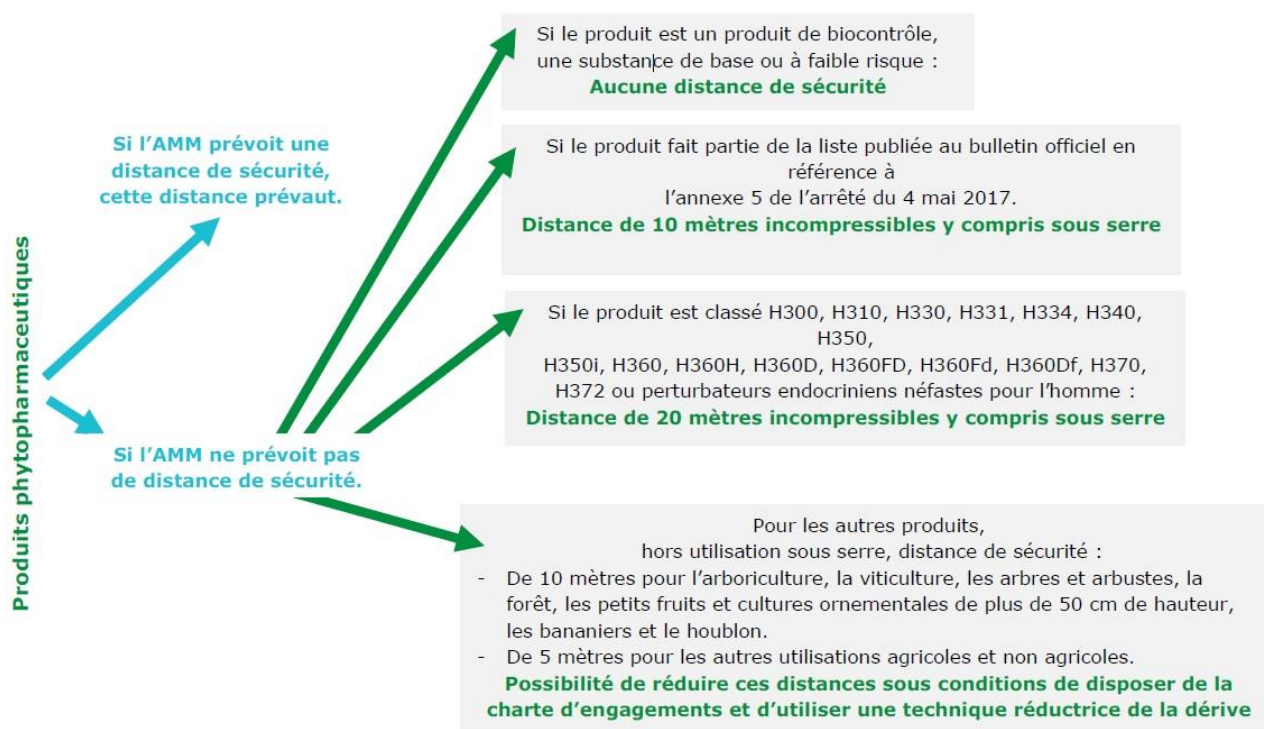 Produits phytopharmaceutiques
Si l’AMM prévoit une
distance de sécurité,
cette distance prévaut.
Si l’AMM ne prévoit pas
de distance de sécurité.
Si le produit est un produit de biocontrôle,
une substance de base ou à faible risque :
Aucune distance de sécurité
Si le produit fait partie de la liste publiée au bulletin officiel en
référence à
l’annexe 5 de l’arrêté du 4 mai 2017.
Distance de 10 mètres incompressibles y compris sous serre
Si le produit est classé H300, H310, H330, H331, H334, H340,
H350,
H350i, H360, H360H, H360D, H360FD, H360Fd, H360Df, H370,
H372 ou perturbateurs endocriniens néfastes pour l’homme :
Distance de 20 mètres incompressibles y compris sous serre
Pour les autres produits,
hors utilisation sous serre, distance de sécurité :
- De 10 mètres pour l’arboriculture, la viticulture, les arbres et arbustes, la
forêt, les petits fruits et cultures ornementales de plus de 50 cm de hauteur,
les bananiers et le houblon.
- De 5 mètres pour les autres utilisations agricoles et non agricoles.
Possibilité de réduire ces distances sous conditions de disposer de la
charte d’engagements et d’utiliser une technique réductrice de la dérive